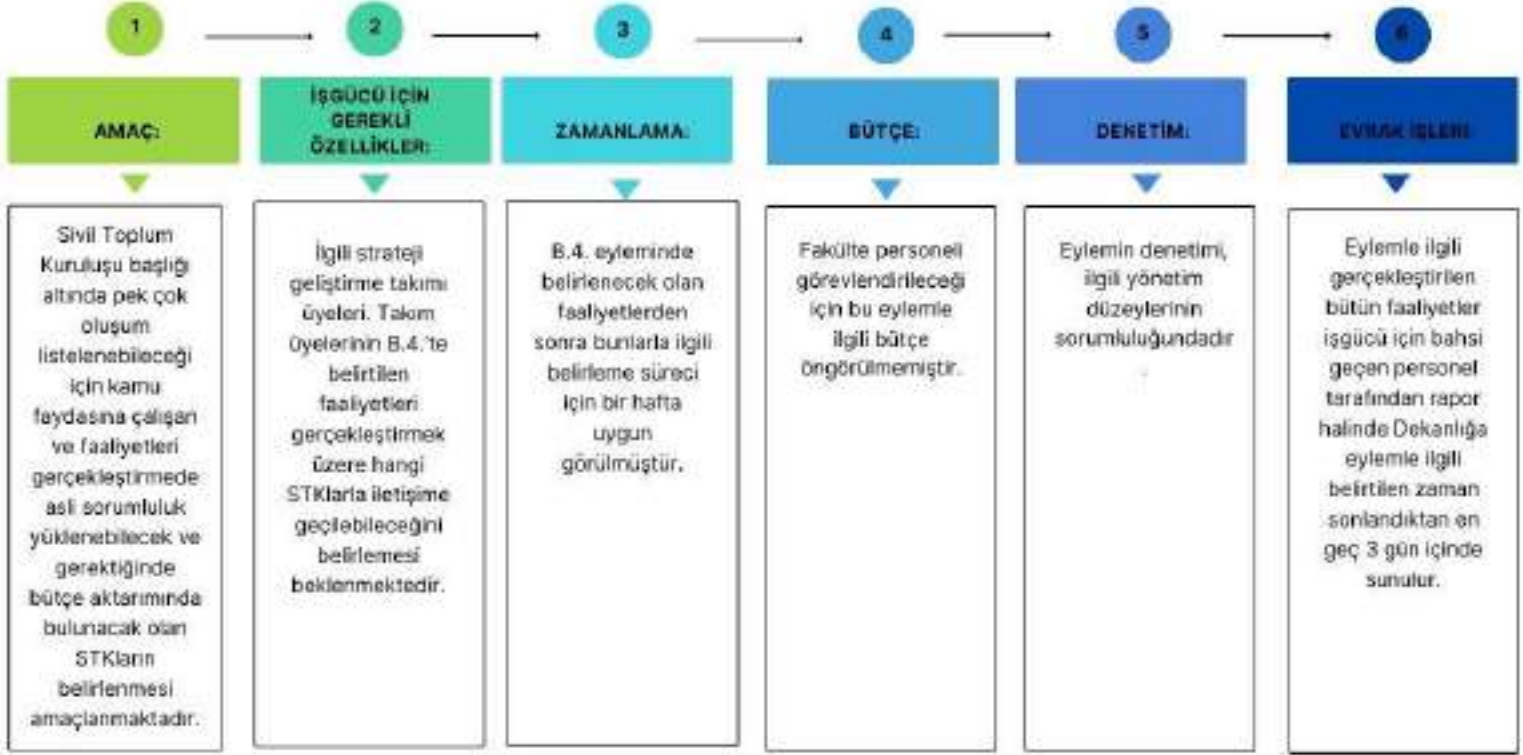 1
2
3
4
5
6
AMAÇ:
Sivil Toplum
Kuruluşu başlığı
altında pek çok
oluşum
listelenebileceği
için kamu
faydasına çalışan
ve faaliyetleri
gerçekleştirmede
asli sorumluluk
yüklenebilecek ve
gerektiğinde
bütçe aktarımında
bulunacak olan
STKların
belirlenmesi
amaçlanmaktadır.
İŞGÜCÜ İÇİN
GEREKLİ
ÖZELLİKLER:
İlgili strateji
geliştirme takımı
üyeleri. Takım
üyelerinin B.4.'te
belirtilen
faaliyetleri
gerçekleştirmek
üzere hangi
STKlarla iletişime
geçilebileceğini
belirlemesi
beklenmektedir.
ZAMANLAMA:
B.4. eyleminde
belirlenecek olan
faaliyetlerden
sonra bunlarla ilgili
belirleme süreci
için bir hafta
uygun
görülmüştür.
BÜTÇE:
Fakülte personeli
görevlendirileceği
için bu eylemle
ilgili bütçe
öngörülmemiştir.
DENETİM:
Eylemin denetimi,
ilgili yönetim
düzeylerinin
sorumluluğundadır
.
EVRAK İŞLERİ:
Eylemle ilgili
gerçekleştirilen
bütün faaliyetler
işgücü için bahsi
geçen personel
tarafından rapor
halinde Dekanlığa
eylemle ilgili
belirtilen zaman
sonlandıktan en
geç 3 gün içinde
sunulur.